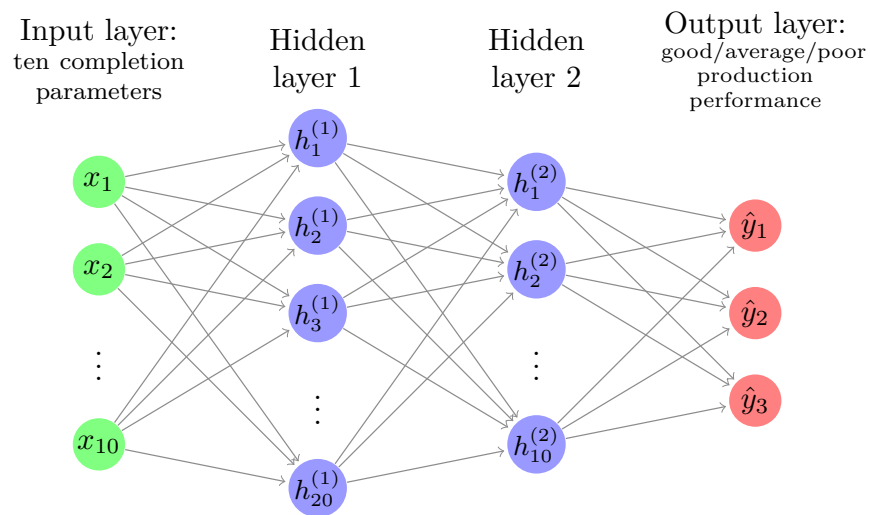 Input layer:
ten completion
parameters
Hidden
layer 1
Hidden
layer 2
Output layer:
good/average/poor
production
performance
x₁
x₂
⋮
x₁₀
h₁⁽¹⁾
h₂⁽¹⁾
h₃⁽¹⁾
⋮
h₂₀⁽¹⁾
h₁⁽²⁾
h₂⁽²⁾
⋮
h₁₀⁽²⁾
ŷ₁
ŷ₂
ŷ₃